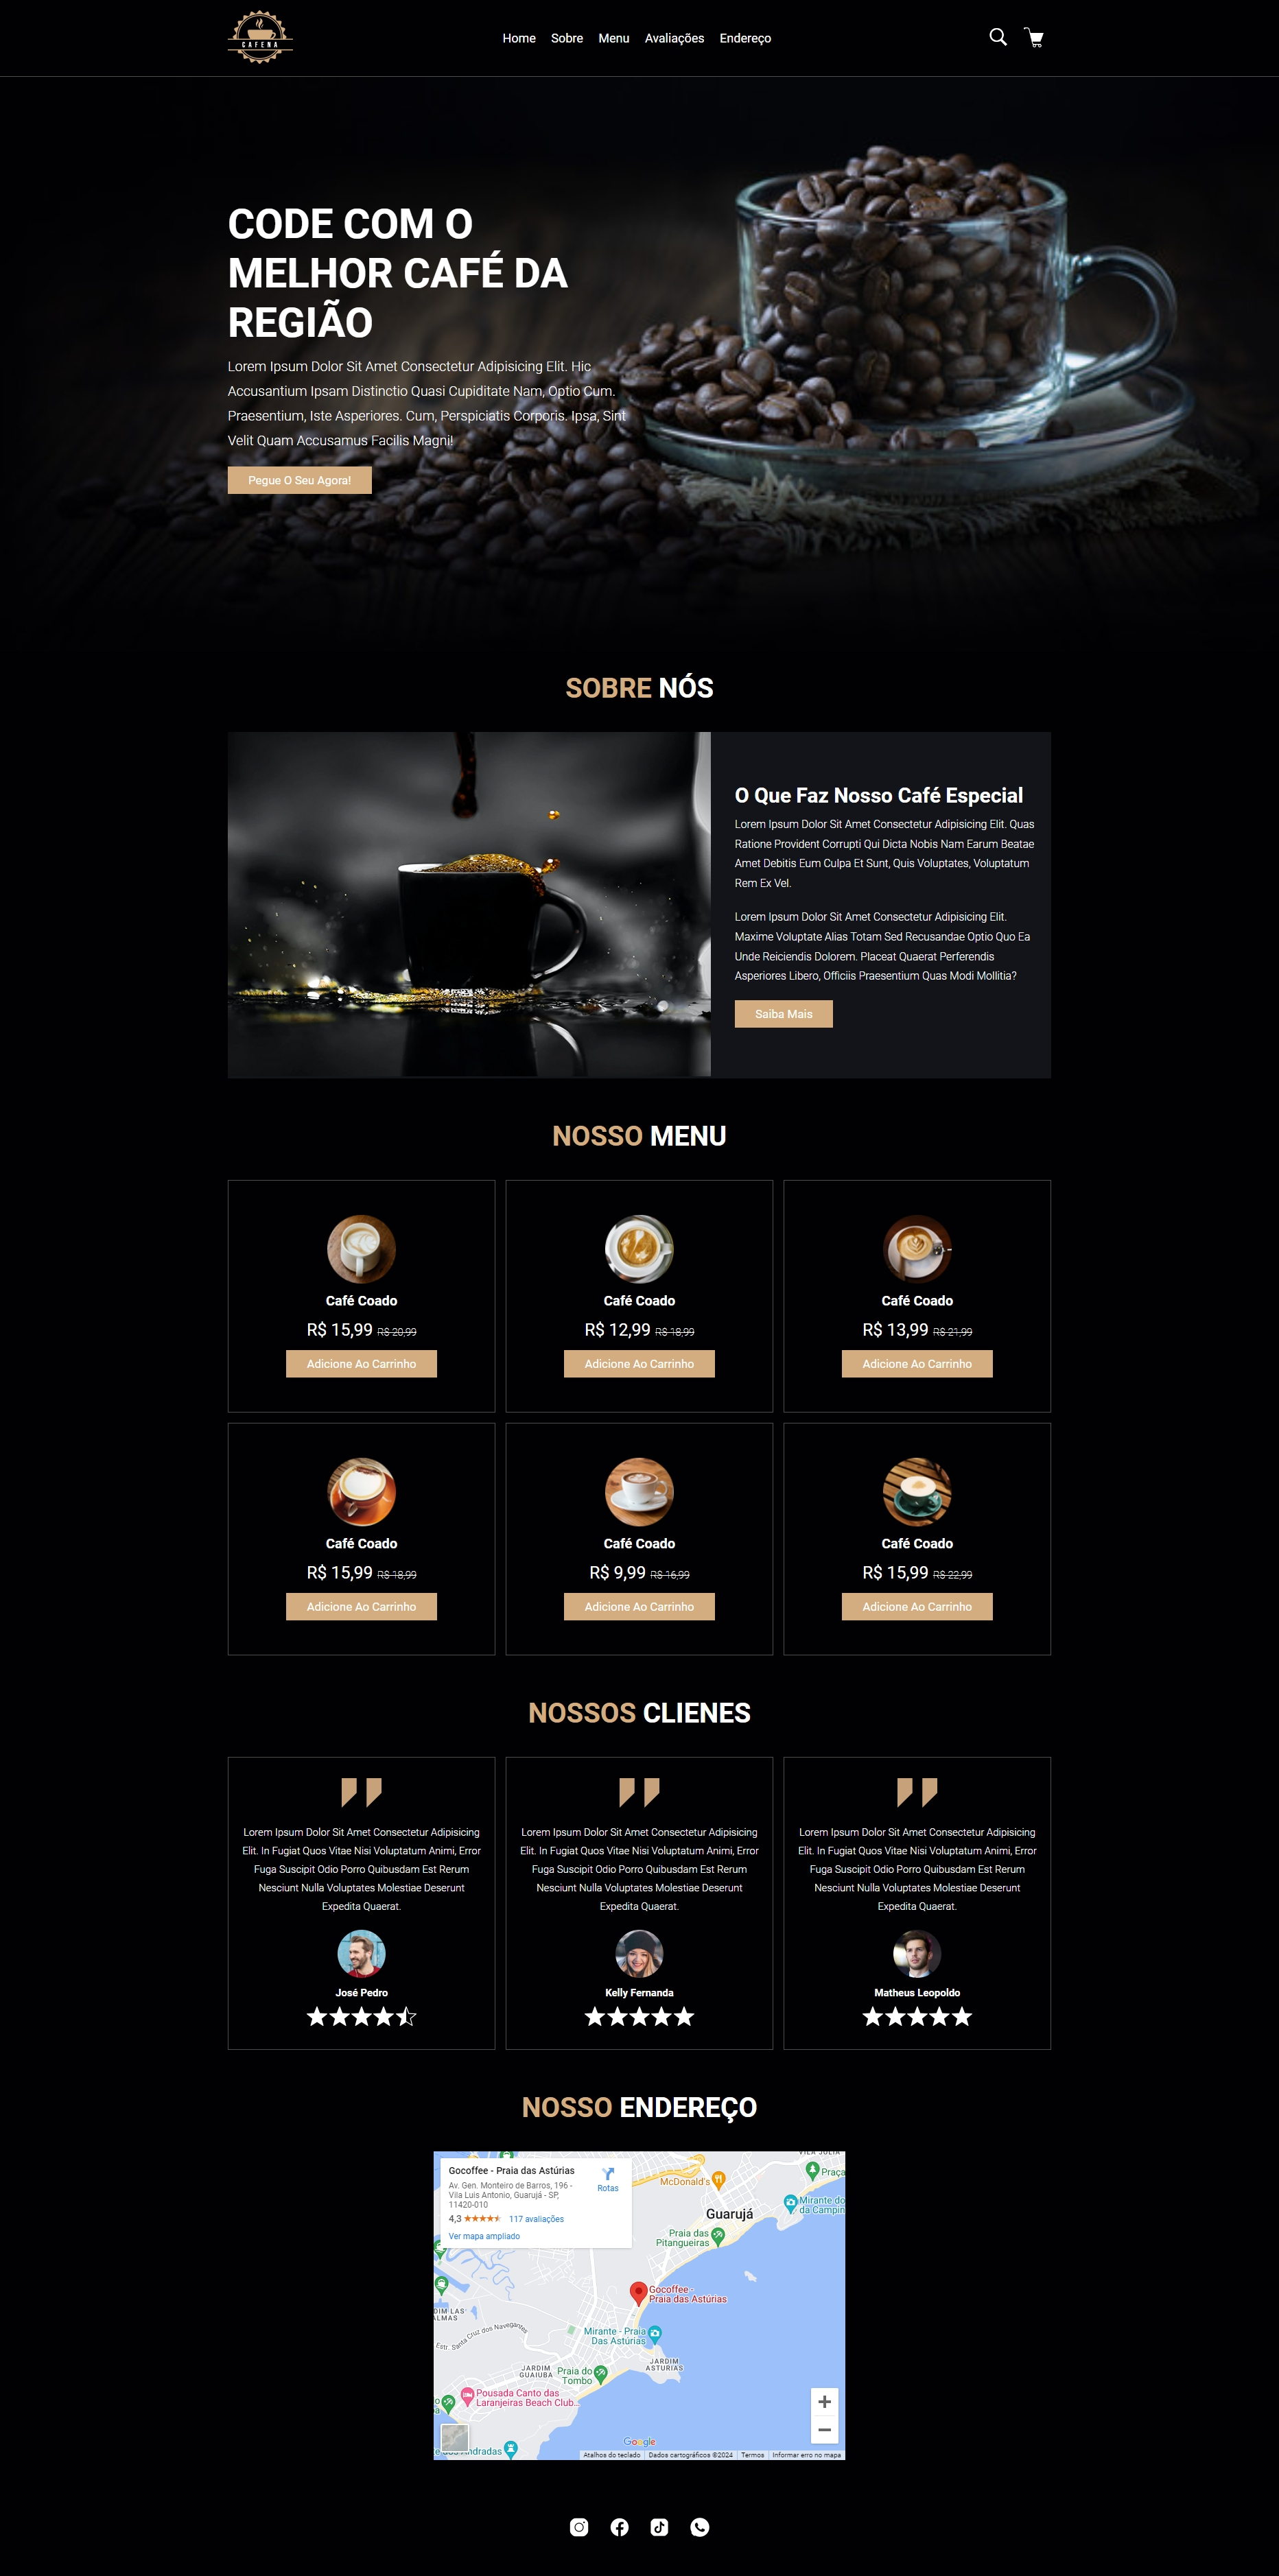 CAFENA
Home Sobre Menu Avaliações Endereço
CODE COM O
MELHOR CAFÉ DA
REGIÃO
Lorem Ipsum Dolor Sit Amet Consectetur Adipisicing Elit. Hic
Accusantium Ipsam Distinctio Quasi Cupiditate Nam, Optio Cum.
Praesentium, Iste Asperiores. Cum, Perspiciatis Corporis. Ipsa, Sint
Velit Quam Accusamus Facilis Magni!
Pegue O Seu Agora!
SOBRE NÓS
O Que Faz Nosso Café Especial
Lorem Ipsum Dolor Sit Amet Consectetur Adipisicing Elit. Quas
Ratione Provident Corrupti Qui Dicta Nobis Nam Earum Beatae
Amet Debitis Eum Culpa Et Sunt, Quis Voluptates, Voluptatum
Rem Ex Vel.
Lorem Ipsum Dolor Sit Amet Consectetur Adipisicing Elit.
Maxime Voluptate Alias Totam Sed Recusandae Optio Quo Ea
Unde Reiciendis Dolorem. Placeat Quaerat Perferendis
Asperiores Libero, Officiis Praesentium Quas Modi Mollitia?
Saiba Mais
NOSSO MENU
Café Coado
R$ 15,99 R$ 20,99
Adicione Ao Carrinho
Café Coado
R$ 12,99 R$ 18,99
Adicione Ao Carrinho
Café Coado
R$ 13,99 R$ 21,99
Adicione Ao Carrinho
Café Coado
R$ 15,99 R$ 18,99
Adicione Ao Carrinho
Café Coado
R$ 9,99 R$ 16,99
Adicione Ao Carrinho
Café Coado
R$ 15,99 R$ 22,99
Adicione Ao Carrinho
NOSSOS CLIENES
Lorem Ipsum Dolor Sit Amet Consectetur Adipisicing
Elit. In Fugiat Quos Vitae Nisi Voluptatum Animi, Error
Fuga Suscipit Odio Porro Quibusdam Est Rerum
Nesciunt Nulla Voluptates Molestiae Deserunt
Expedita Quaerat.
José Pedro
Lorem Ipsum Dolor Sit Amet Consectetur Adipisicing
Elit. In Fugiat Quos Vitae Nisi Voluptatum Animi, Error
Fuga Suscipit Odio Porro Quibusdam Est Rerum
Nesciunt Nulla Voluptates Molestiae Deserunt
Expedita Quaerat.
Kelly Fernanda
Lorem Ipsum Dolor Sit Amet Consectetur Adipisicing
Elit. In Fugiat Quos Vitae Nisi Voluptatum Animi, Error
Fuga Suscipit Odio Porro Quibusdam Est Rerum
Nesciunt Nulla Voluptates Molestiae Deserunt
Expedita Quaerat.
Matheus Leopoldo
NOSSO ENDEREÇO
Gocoffee - Praia das Astúrias
Av. Gen. Monteiro de Barros, 196 -
Vila Luis Antonio, Guarujá - SP,
11420-010
4,3 117 avaliações
Ver mapa ampliado
Rotas
VILA JULIA
McDonald's
Praça
Mirante do
da Campin
Guarujá
Praia das
Pitangueiras
Gocoffee -
Praia das Astúrias
DIM LAS
ALMAS
Estr. Santa Cruz dos Navegantes
Mirante - Praia
Das Astúrias
JARDIM
ASTURIAS
JARDIM
GUAIUBA
Praia do
Tombo
Pousada Canto das
Laranjeiras Beach Club...
Andradas
Google
Atalhos do teclado Dados cartográficos ©2024 Termos Informar erro no mapa